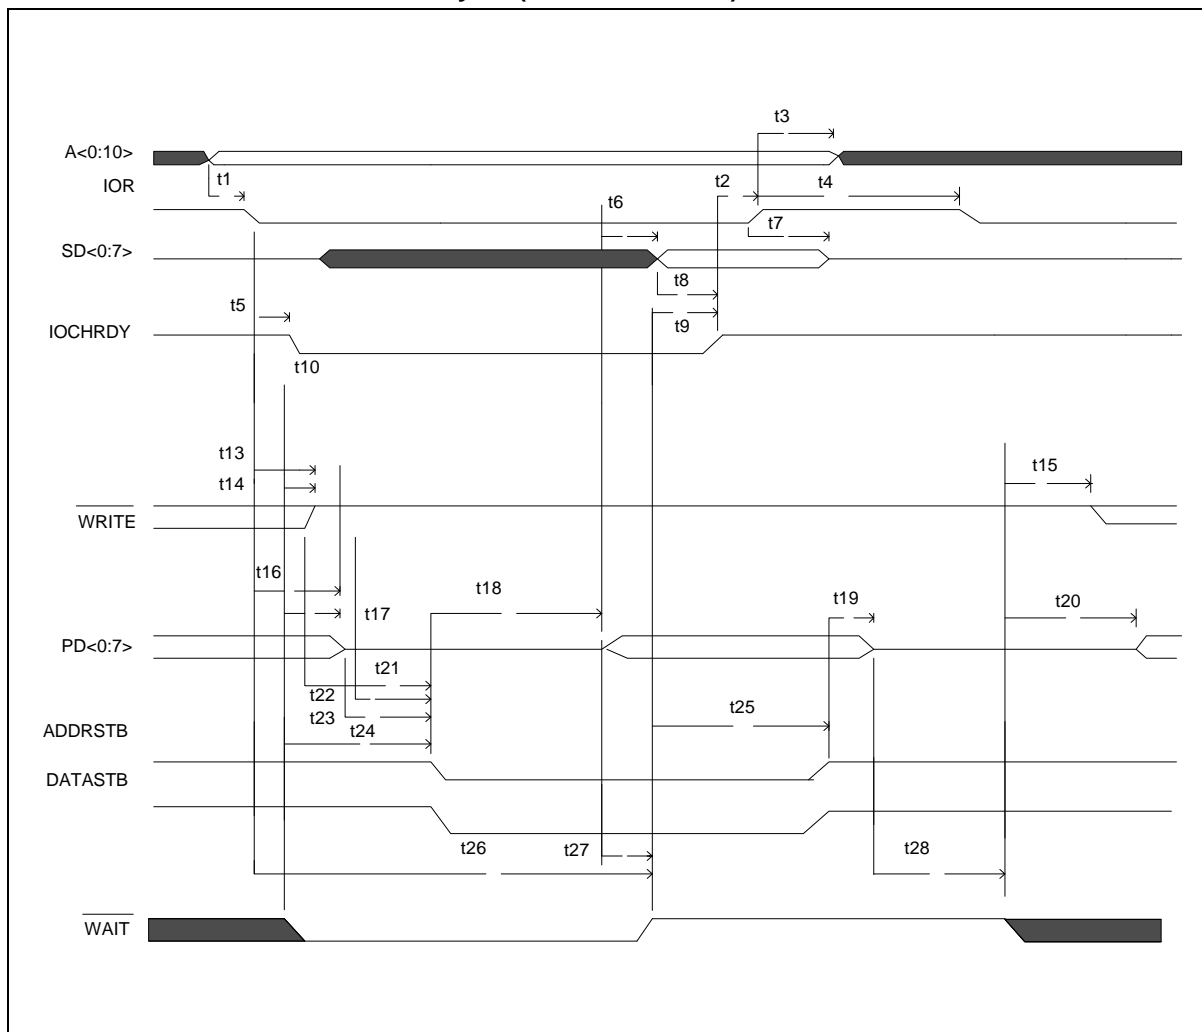 t3
A<0:10>
t1
t2
t4
IOR
t6
t7
SD<0:7>
t8
t5
t9
IOCHRDY
t10
t13
t15
t14
WRITE
t16
t18
t19
t20
t17
PD<0:7>
t21
t22
t23
t25
ADDRSTB
t24
DATASTB
t26
t27
t28
WAIT